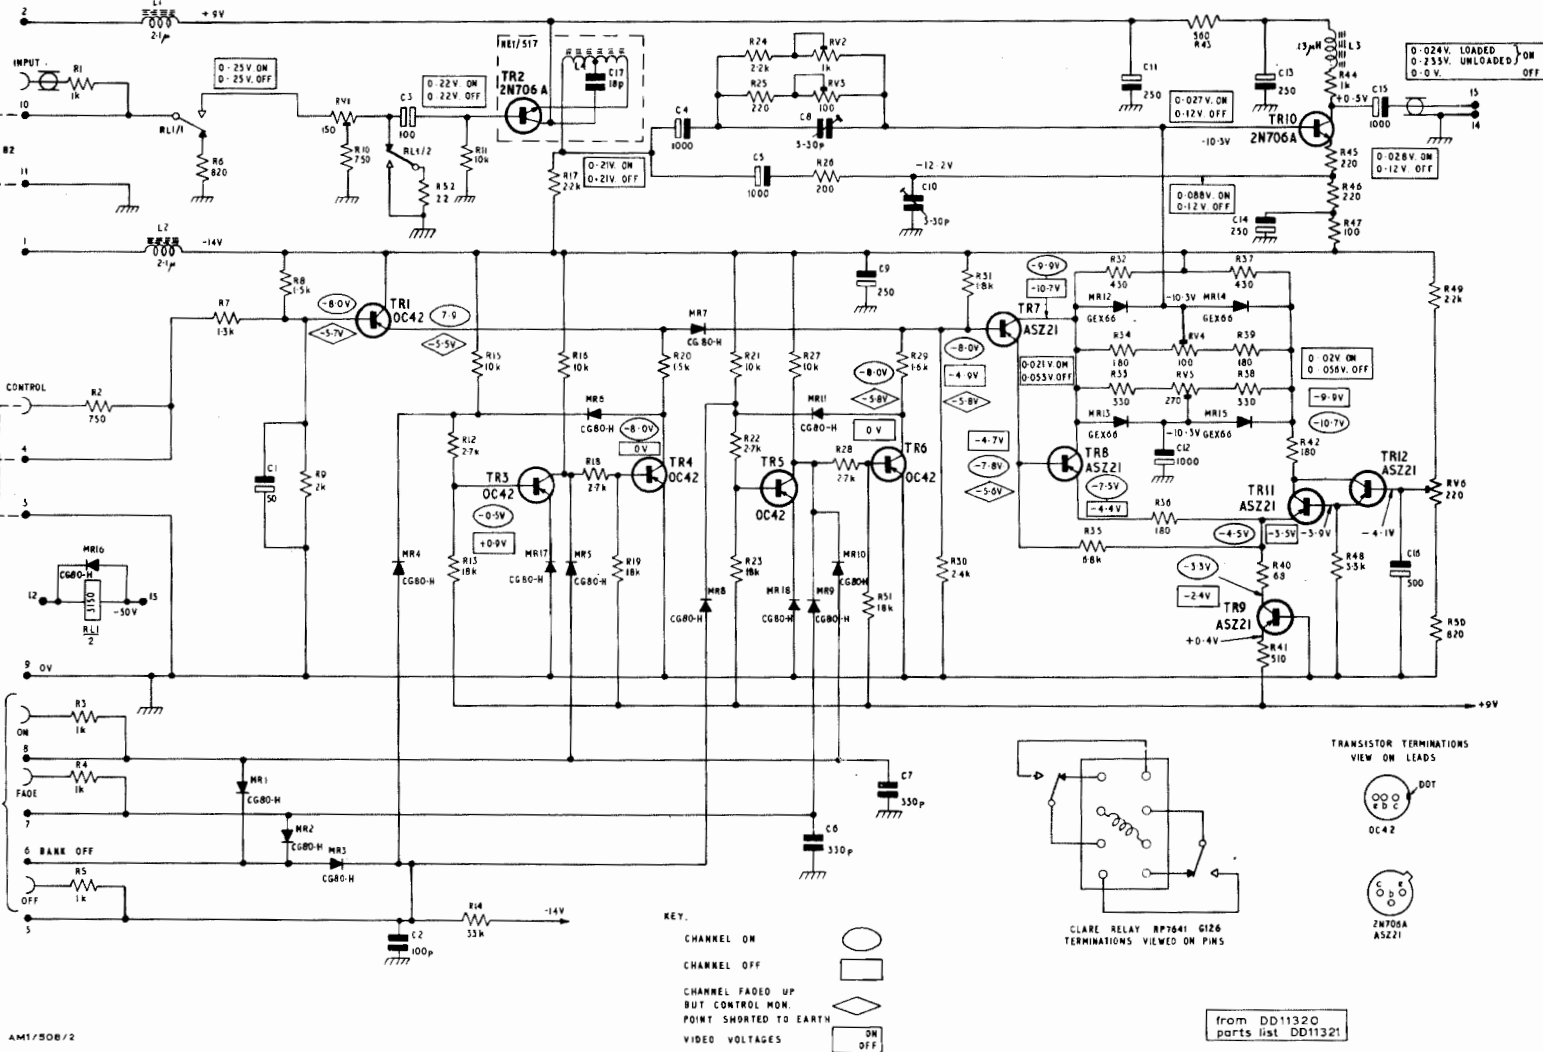 2
L1
2·1μ
+9V
INPUT
R1
1k
10
B2
11
RL1/1
R6
820
0·25V ON
0·25V. OFF
RV1
150
R10
750
C3
100
RL1/2
R52
22
0·22V. ON
0·22V. OFF
R11
10k
NE1/517
TR2
2N706A
L4
C17
18p
R17
22k
0·21V. ON
0·21V. OFF
C4
1000
R24
2·2k
RV2
1k
R25
220
RV3
100
C8
3-30p
C5
1000
R26
200
-12·2V
C10
3-30p
C11
250
560
R43
C13
250
13μH
L3
R44
1k
+0·5V
C15
1000
15
14
0·024V. LOADED
0·235V. UNLOADED
ON
0·0V. OFF
0·027V. ON
0·12V. OFF
-10·3V
TR10
2N706A
R45
220
0·028V. ON
0·12V. OFF
0·088V. ON
0·12V. OFF
R46
220
C14
250
R47
100
1
L2
2·1μ
-14V
R8
1·5k
R7
1·3k
-8·0V
-5·7V
TR1
OC42
7·9
-5·5V
R15
10k
R16
10k
R20
1·5k
MR7
CG80-H
R21
10k
R27
10k
C9
250
R29
1·6k
R31
1·8k
-8·0V
-4·9V
-5·8V
TR7
ASZ21
-9·9V
-10·7V
R32
430
R37
430
MR12
GEX66
-10·3V
MR14
GEX66
R34
180
RV4
100
R39
180
R33
330
RV5
270
R38
330
MR13
GEX66
-10·3V
MR15
GEX66
C12
1000
0·021V ON
0·053V OFF
0·02V. ON
0·056V. OFF
-9·9V
-10·7V
R49
2·2k
CONTROL
R2
750
4
3
C1
50
R9
2k
MR16
CG80-H
12
3150
-50V
13
RL1
2
MR6
CG80-H
-8·0V
0V
R12
2·7k
TR3
OC42
R18
2·7k
TR4
OC42
-0·5V
+0·9V
MR4
CG80-H
R13
18k
MR17
MR5
CG80-H
R19
18k
MR11
CG80-H
-8·0V
-5·8V
0V
R22
2·7k
TR5
OC42
R28
2·7k
TR6
OC42
MR8
CG80-H
R23
18k
MR18
MR9
CG80-H
MR10
CG80H
R51
18k
R30
2·4k
-4·7V
-7·8V
-5·6V
TR8
ASZ21
-7·5V
-4·4V
R36
180
R35
6·8k
R42
180
TR11
ASZ21
TR12
ASZ21
RV6
220
-4·5V
-3·5V
-3·9V
-4·1V
R40
68
R48
3·3k
C16
500
-3·3V
-2·4V
TR9
ASZ21
+0·4V
R41
510
R50
820
9
0V
+9V
R3
1k
ON
8
R4
1k
FADE
7
6
BANK OFF
R5
1k
OFF
5
MR1
CG80-H
MR2
CG80-H
MR3
CG80-H
C2
100p
R14
33k
-14V
C7
330p
C6
330p
KEY.
CHANNEL ON
CHANNEL OFF
CHANNEL FADED UP
BUT CONTROL MON.
POINT SHORTED TO EARTH
VIDEO VOLTAGES
ON
OFF
CLARE RELAY RP7641 G126
TERMINATIONS VIEWED ON PINS
TRANSISTOR TERMINATIONS
VIEW ON LEADS
DOT
e b c
OC42
c e
b
2N706A
ASZ21
AM1/508/2
from DD11320
parts list DD11321